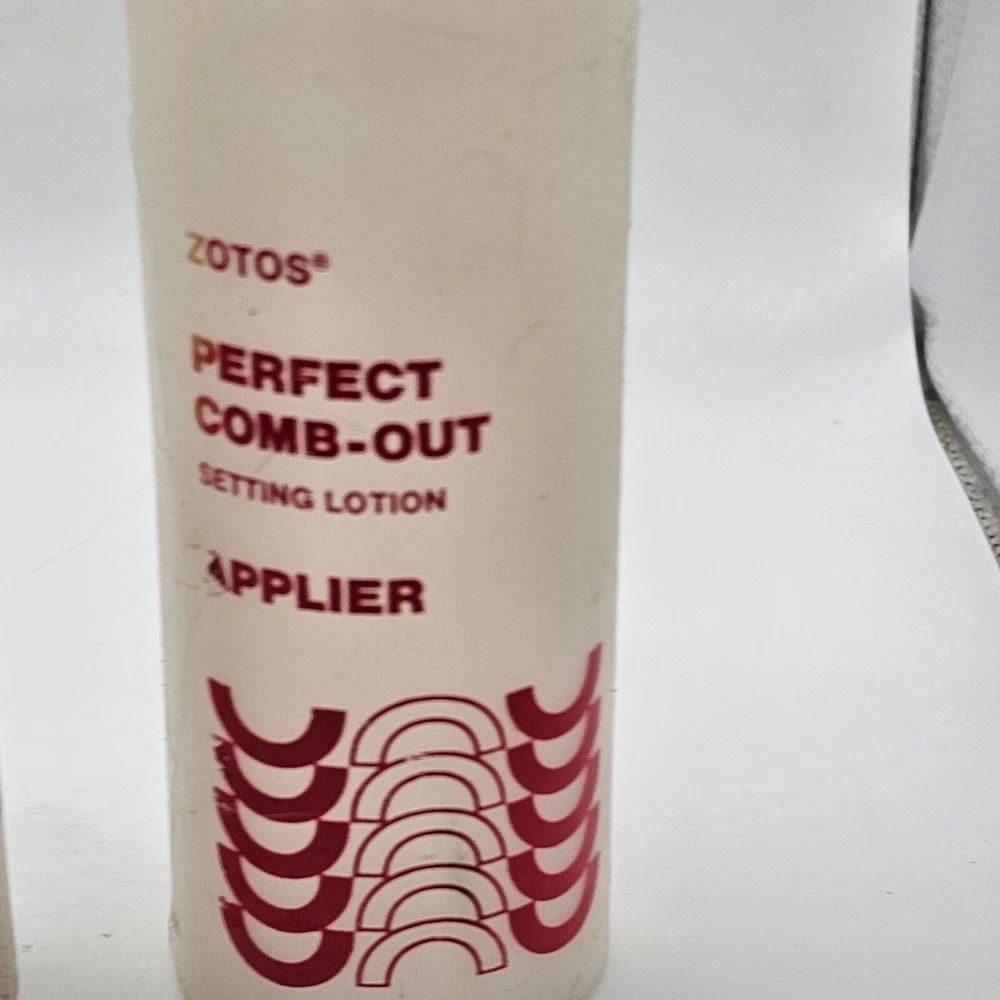 ZOTOS®
PERFECT
COMB-OUT
SETTING LOTION
APPLIER